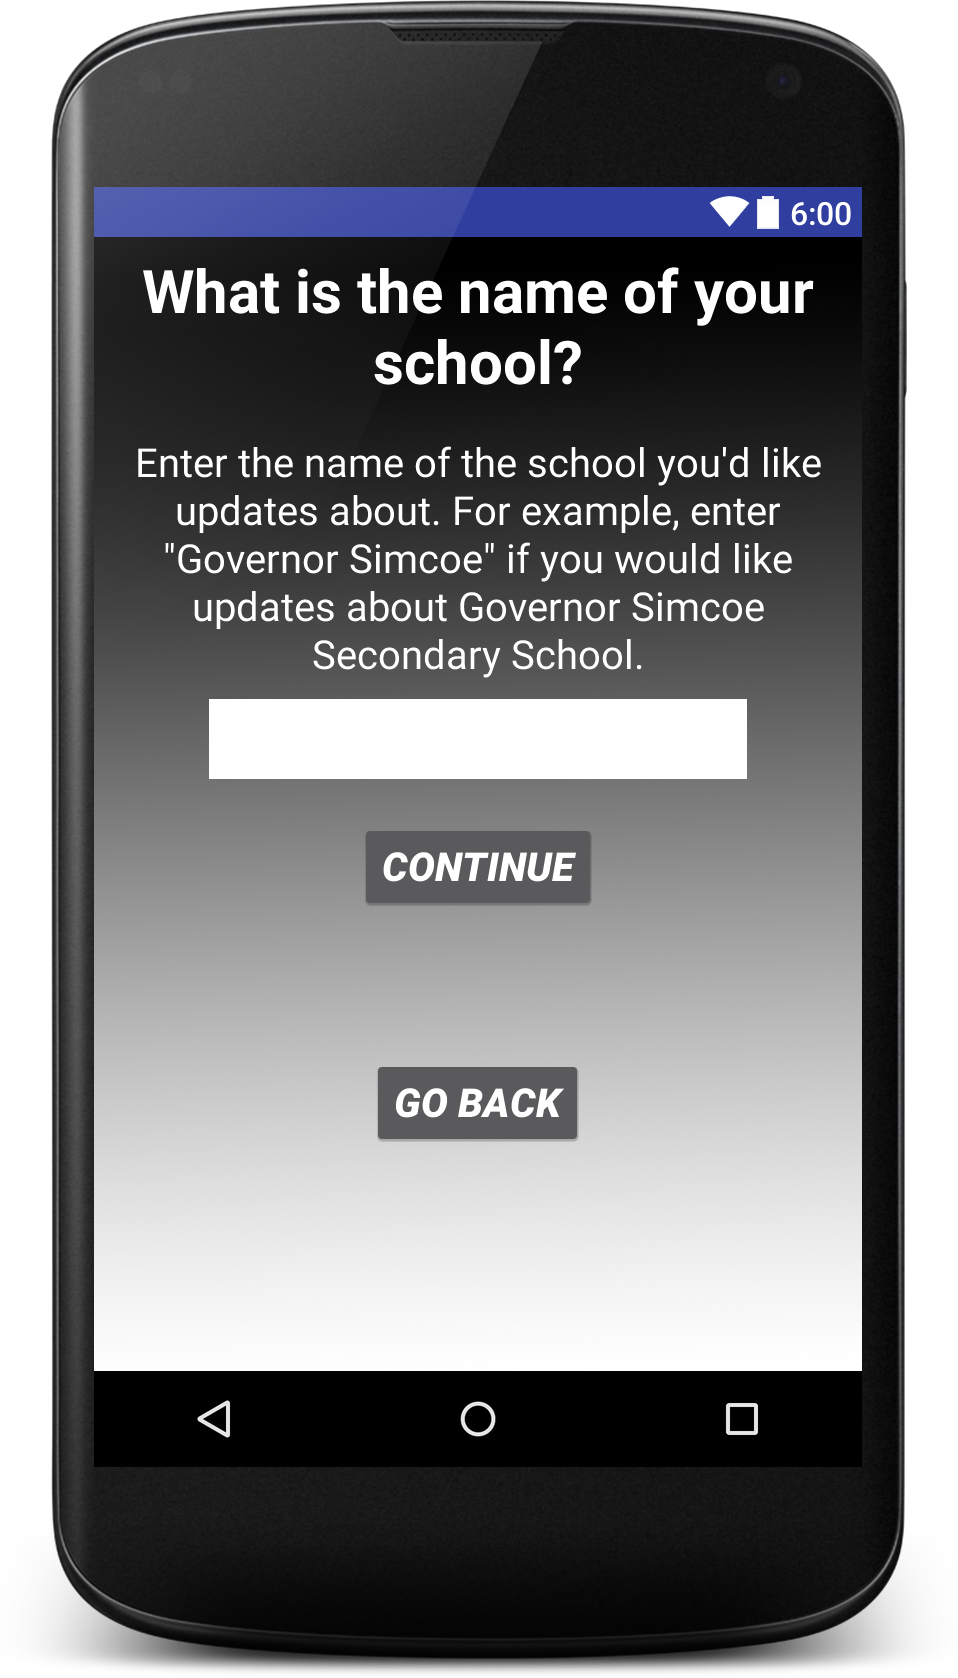 6:00
What is the name of your
school?
Enter the name of the school you'd like
updates about. For example, enter
"Governor Simcoe" if you would like
updates about Governor Simcoe
Secondary School.
CONTINUE
GO BACK